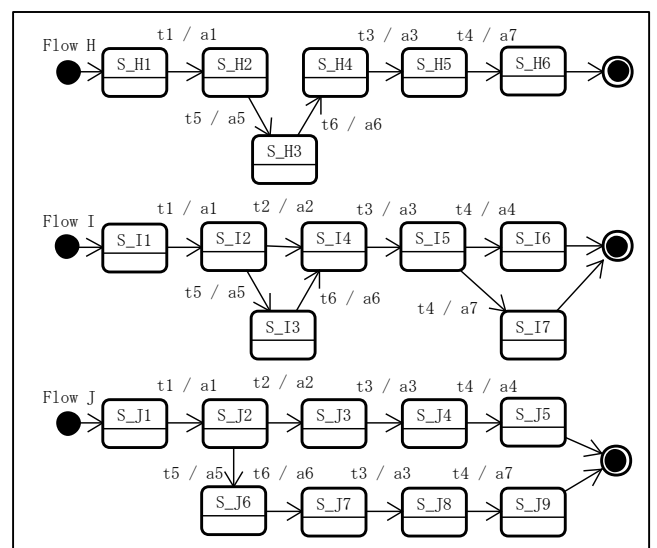 t1 / a1 t3 / a3 t4 / a7
Flow H
S_H1 S_H2 S_H4 S_H5 S_H6
t5 / a5 t6 / a6
S_H3
t1 / a1 t2 / a2 t3 / a3 t4 / a4
Flow I
S_I1 S_I2 S_I4 S_I5 S_I6
t5 / a5 t6 / a6 t4 / a7
S_I3 S_I7
t1 / a1 t2 / a2 t3 / a3 t4 / a4
Flow J
S_J1 S_J2 S_J3 S_J4 S_J5
t5 / a5 t6 / a6 t3 / a3 t4 / a7
S_J6 S_J7 S_J8 S_J9